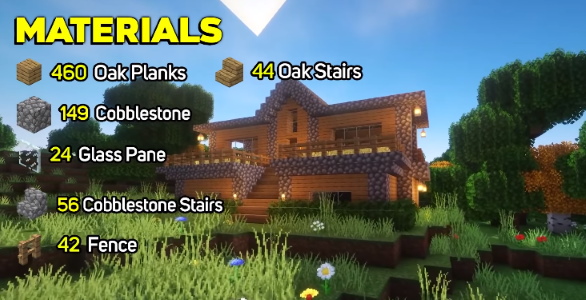 MATERIALS
460 Oak Planks
44 Oak Stairs
149 Cobblestone
24 Glass Pane
56 Cobblestone Stairs
42 Fence